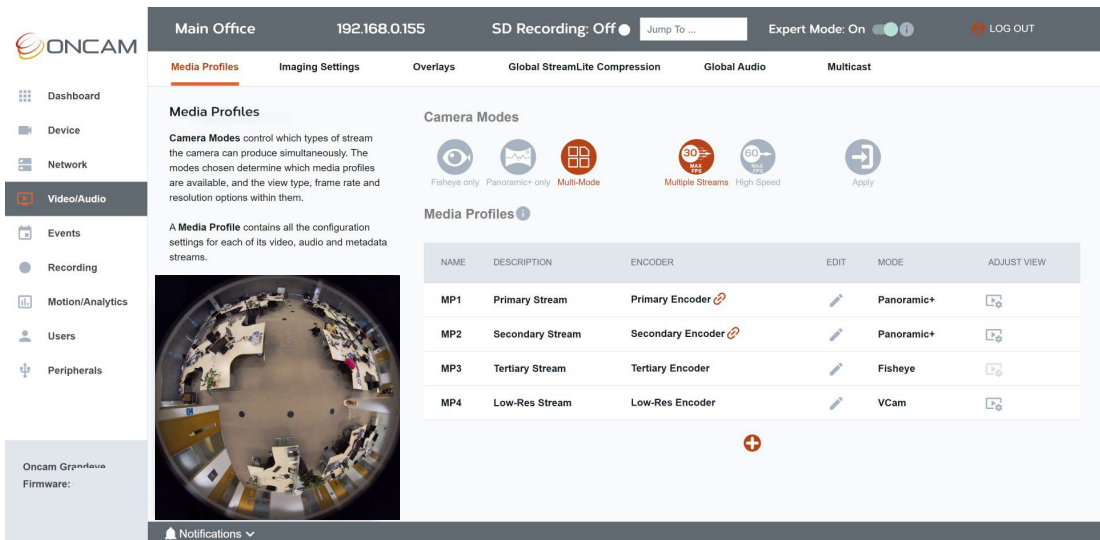 ONCAM
Main Office 192.168.0.155 SD Recording: Off Jump To ... Expert Mode: On i LOG OUT
Media Profiles Imaging Settings Overlays Global StreamLite Compression Global Audio Multicast
Dashboard
Device
Network
Video/Audio
Events
Recording
Motion/Analytics
Users
Peripherals
Oncam Grandeye
Firmware:
Media Profiles
Camera Modes control which types of stream
the camera can produce simultaneously. The
modes chosen determine which media profiles
are available, and the view type, frame rate and
resolution options within them.
A Media Profile contains all the configuration
settings for each of its video, audio and metadata
streams.
Camera Modes
30 MAX FPS 60 MAX FPS
Fisheye only Panoramic+ only Multi-Mode Multiple Streams High Speed Apply
Media Profiles i
NAME DESCRIPTION ENCODER EDIT MODE ADJUST VIEW
MP1 Primary Stream Primary Encoder Panoramic+
MP2 Secondary Stream Secondary Encoder Panoramic+
MP3 Tertiary Stream Tertiary Encoder Fisheye
MP4 Low-Res Stream Low-Res Encoder VCam
Notifications